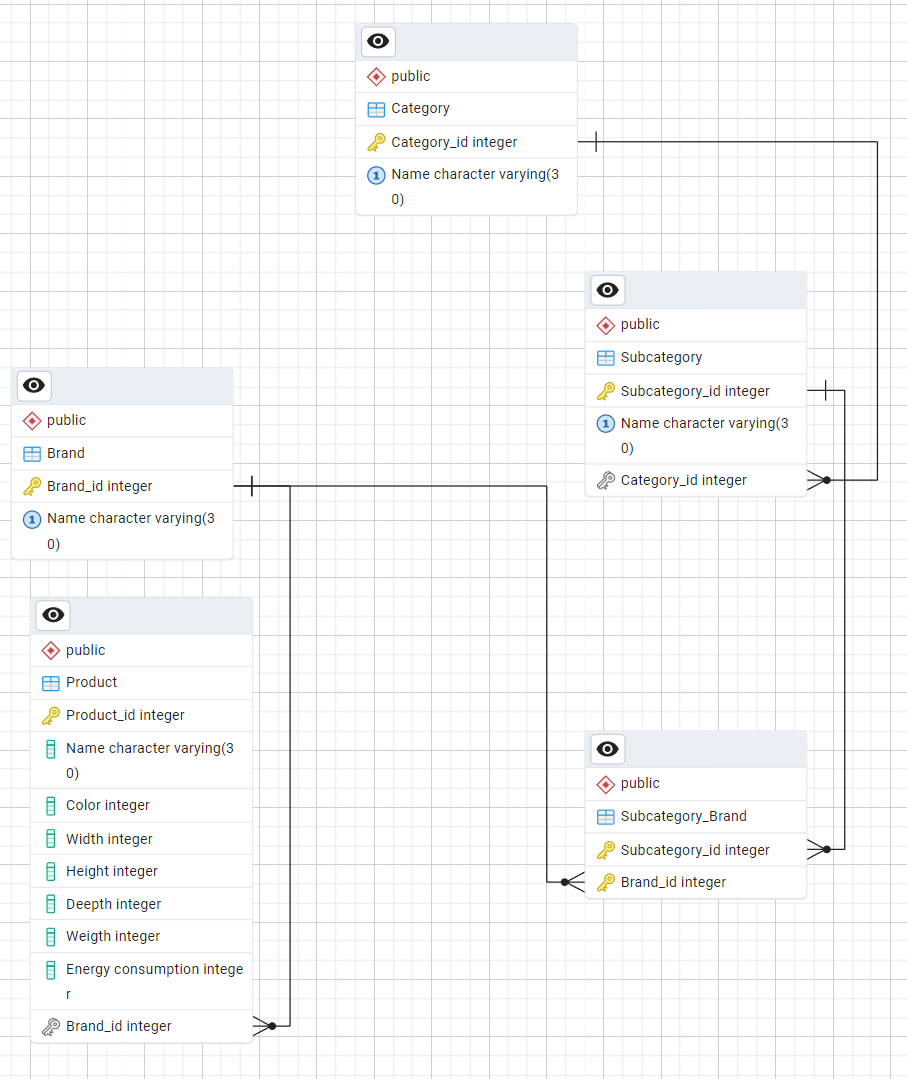 public
Category
Category_id integer
Name character varying(3
0)
public
Subcategory
Subcategory_id integer
Name character varying(3
0)
Category_id integer
public
Brand
Brand_id integer
Name character varying(3
0)
public
Product
Product_id integer
Name character varying(3
0)
Color integer
Width integer
Height integer
Deepth integer
Weigth integer
Energy consumption intege
r
Brand_id integer
public
Subcategory_Brand
Subcategory_id integer
Brand_id integer